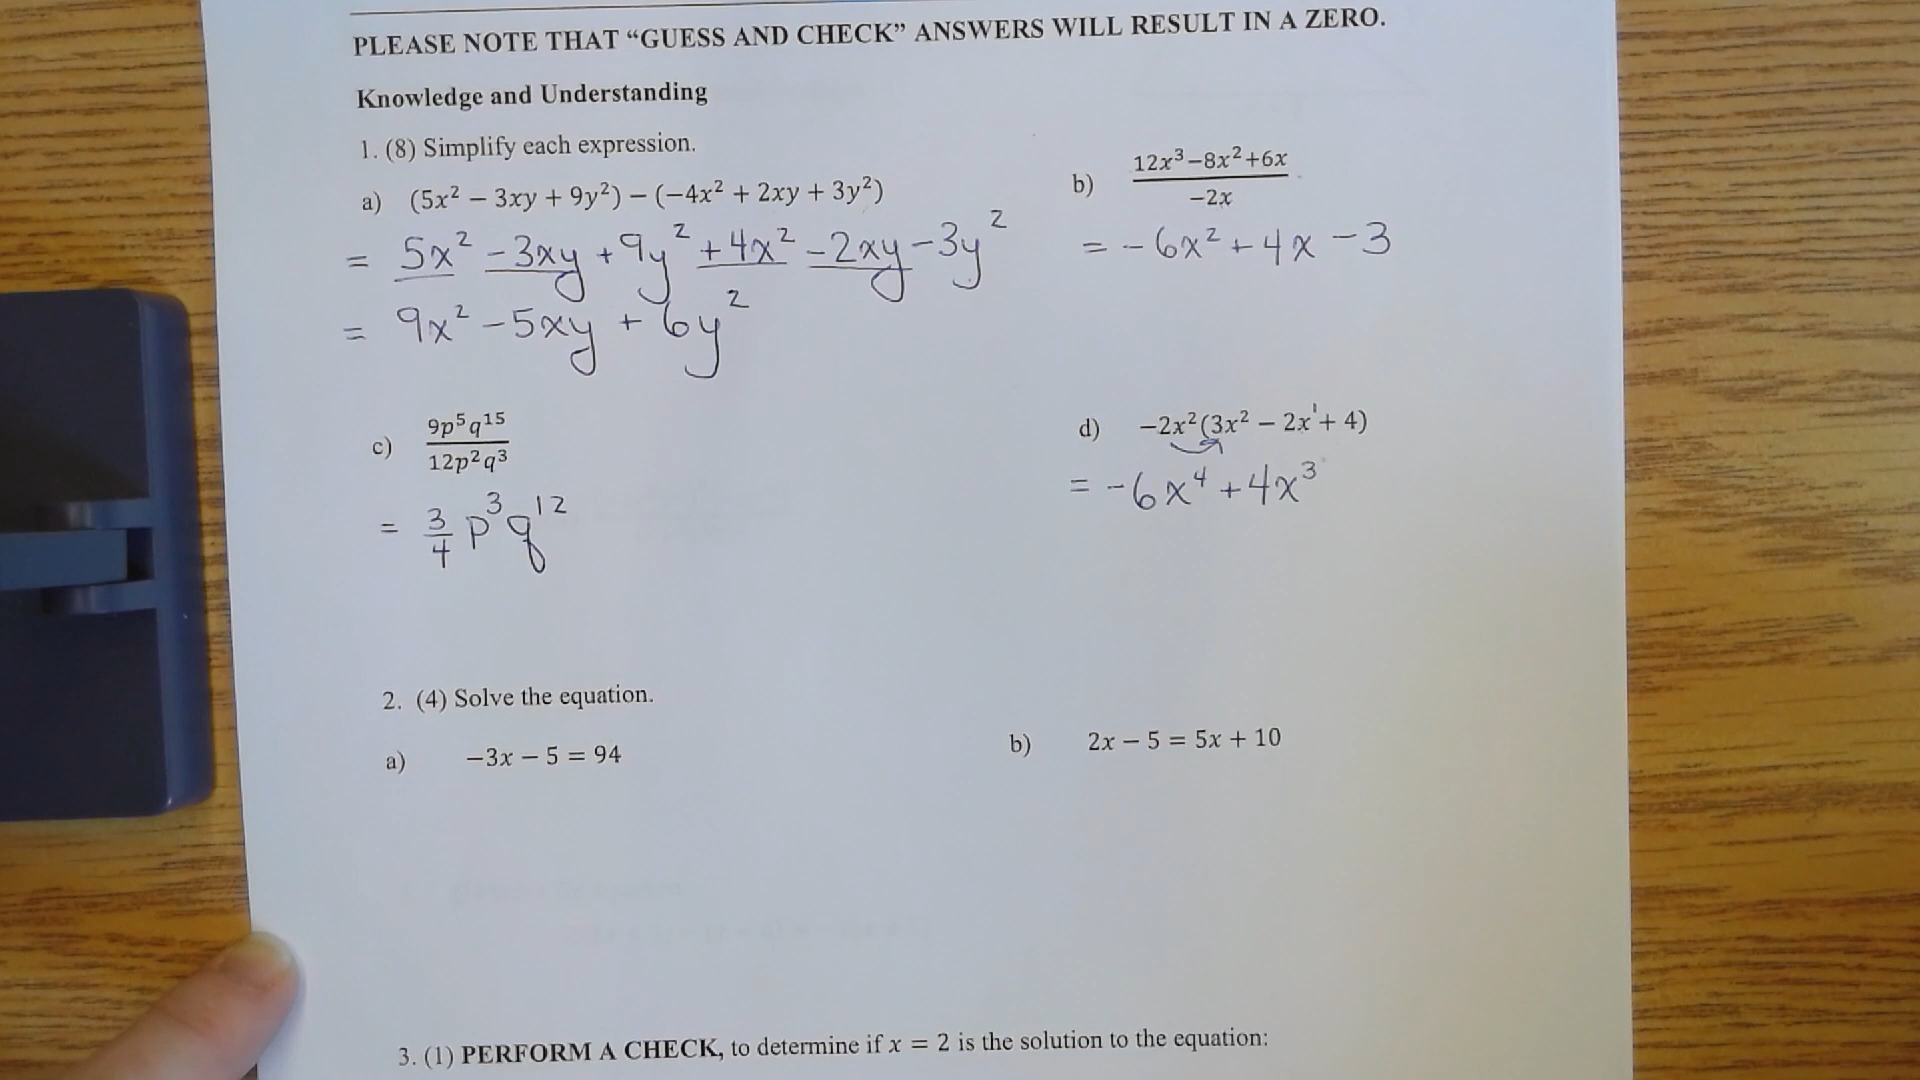 PLEASE NOTE THAT “GUESS AND CHECK” ANSWERS WILL RESULT IN A ZERO.
Knowledge and Understanding
1. (8) Simplify each expression.
a) (5x² − 3xy + 9y²) − (−4x² + 2xy + 3y²)
= 5x² - 3xy + 9y² + 4x² - 2xy - 3y²
= 9x² - 5xy + 6y²
b) (12x³−8x²+6x)/(−2x)
= - 6x² + 4x - 3
c) 9p⁵q¹⁵/12p²q³
= 3/4 p³q¹²
d) −2x²(3x² − 2x¹ + 4)
= -6x⁴ + 4x³
2. (4) Solve the equation.
a) −3x − 5 = 94
b) 2x − 5 = 5x + 10
3. (1) PERFORM A CHECK, to determine if x = 2 is the solution to the equation: